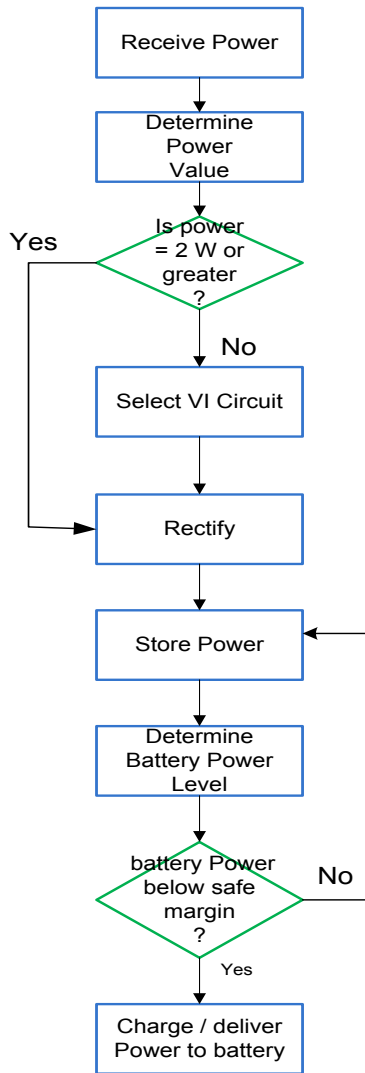 Receive Power
Determine
Power
Value
Is power
= 2 W or
greater
?
Yes
No
Select VI Circuit
Rectify
Store Power
Determine
Battery Power
Level
battery Power
below safe
margin
?
No
Yes
Charge / deliver
Power to battery